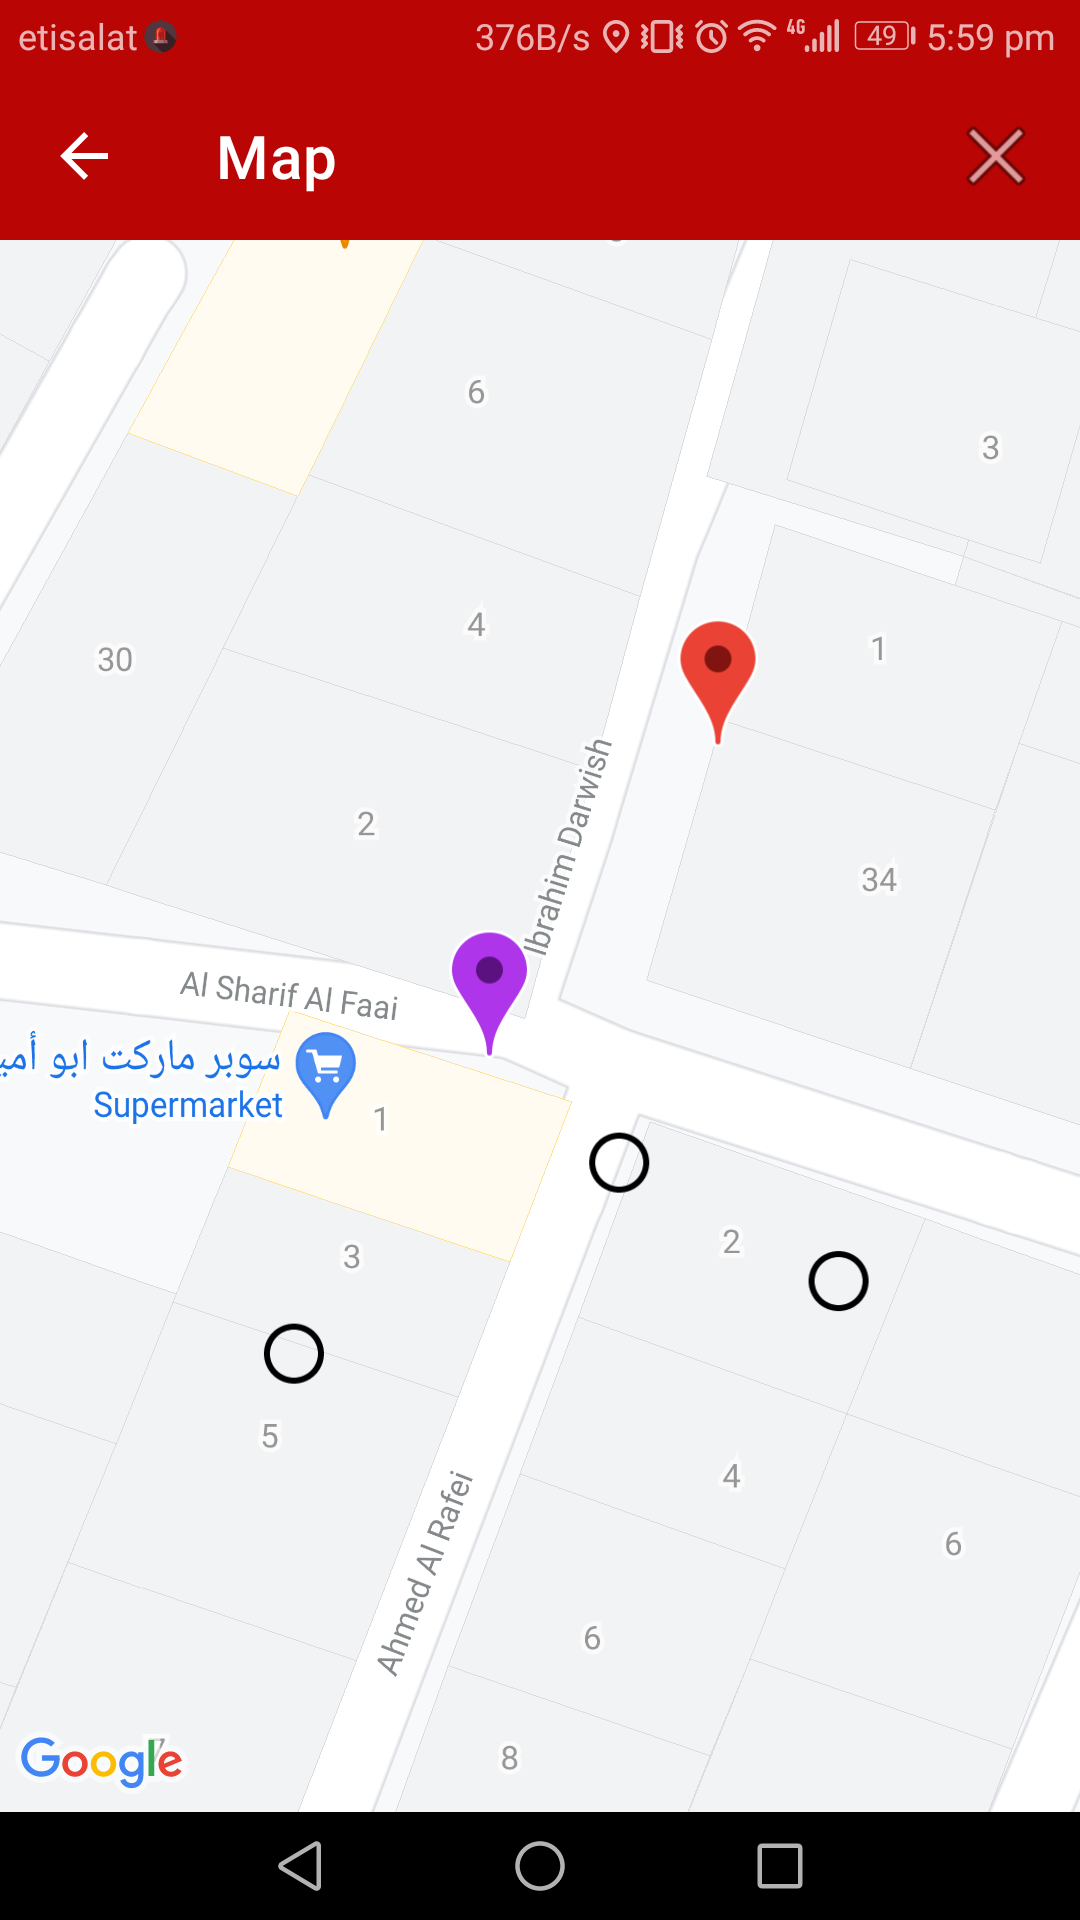 etisalat 376B/s 4G 49 5:59 pm
Map
6
3
4
1
30
2
Ibrahim Darwish
34
Al Sharif Al Faai
سوبر ماركت ابو
Supermarket
1
2
3
5
4
Ahmed Al Rafei
6
6
8
Google